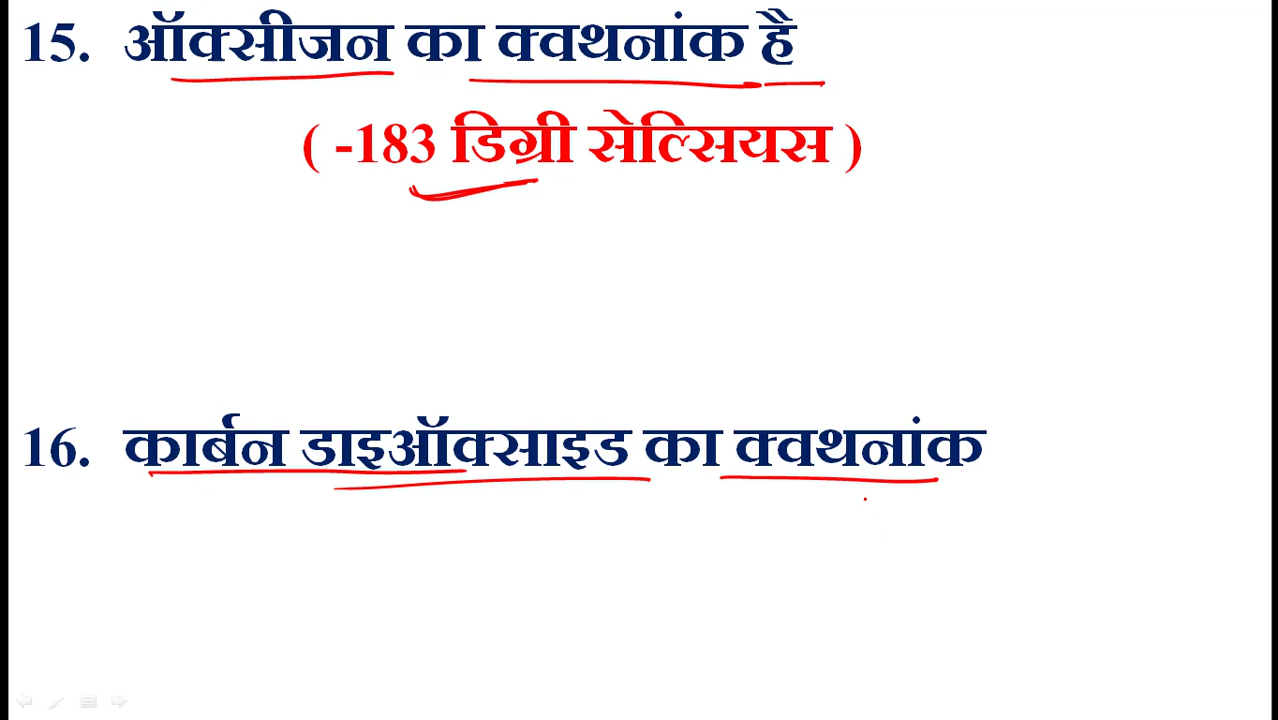 15. ऑक्सीजन का क्वथनांक है
( -183 डिग्री सेल्सियस )
16. कार्बन डाइऑक्साइड का क्वथनांक